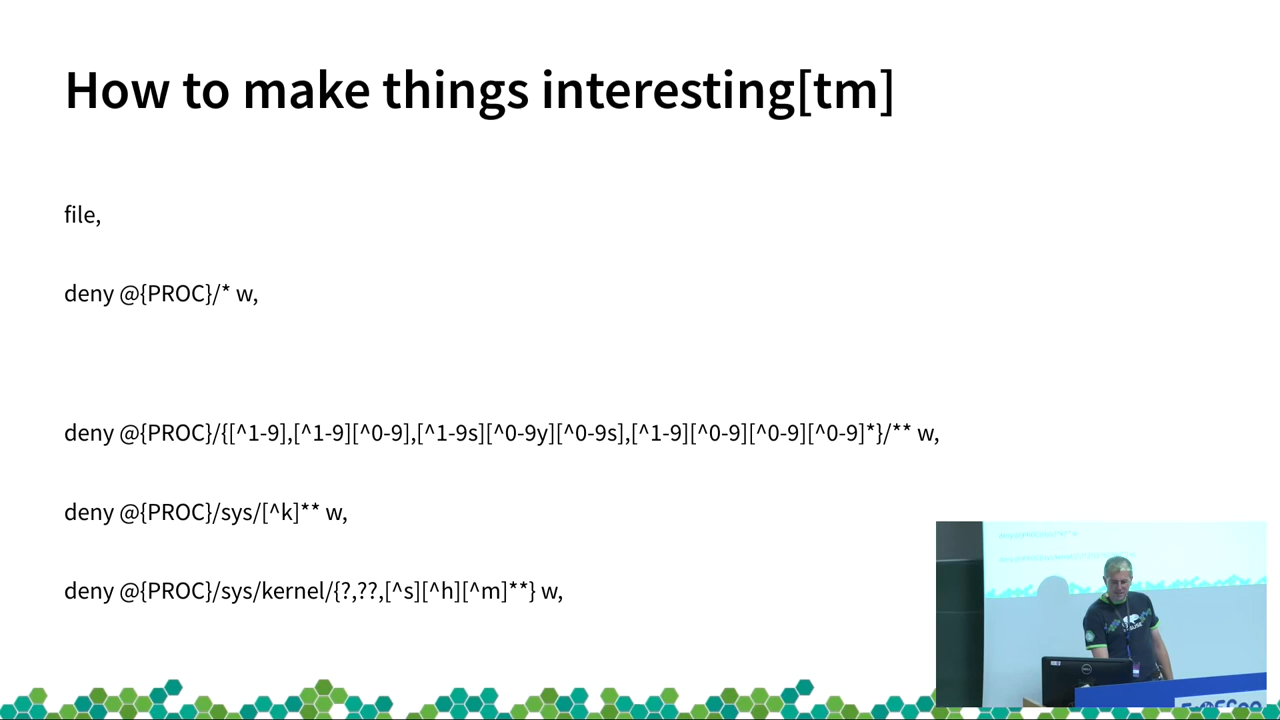 How to make things interesting[tm]
file,
deny @{PROC}/* w,
deny @{PROC}/{[^1-9],[^1-9][^0-9],[^1-9s][^0-9y][^0-9s],[^1-9][^0-9][^0-9][^0-9]*}/** w,
deny @{PROC}/sys/[^k]** w,
deny @{PROC}/sys/kernel/{?,??,[^s][^h][^m]**} w,
DELL